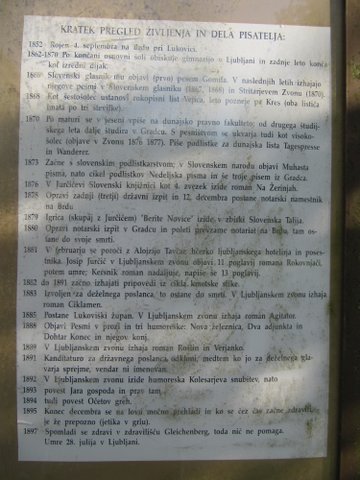 KRATEK PREGLED ŽIVLJENJA IN DELA PISATELJA:
1852 Rojen 4. septembra na Brdu pri Lukovici.
1862-1870 Po končani osnovni šoli obiskuje gimnazijo v Ljubljani in zadnje leto konča
kot izredni dijak.
1866 Slovenski glasnik mu objavi (prvo) pesem Gomila. V naslednjih letih izhajajo
njegove pesmi v Slovenskem glasniku (1867, 1868) in Stritarjevem Zvonu (1870).
1868 Kot šestošolec ustanovi rokopisni list Vejica, leto pozneje pa Kres (oba lističa
imata po tri številke).
1870 Po maturi se v jeseni vpiše na dunajsko pravno fakulteto; od drugega študij-
skega leta dalje študira v Gradcu. S pesništvom se ukvarja tudi kot visoko-
šolec (objave v Zvonu 1876 1877). Piše podlistke za dunajska lista Tagespresse
in Wanderer.
1873 Začne s slovenskim podlistkarstvom; v Slovenskem narodu objavi Muhasta
pisma, nato cikel podlistkov Nedeljska pisma in še troje pisem iz Gradca.
1876 V Jurčičevi Slovenski knjižnici kot 4. zvezek izide roman Na Žerinjah.
1878 Opravi zadnji (tretji) državni izpit in 12. decembra postane notarski namestnik
na Brdu.
1879 Igrica (skupaj z Jurčičem) "Berite Novice" izide v zbirki Slovenska Talija.
1880 Opravi notarski izpit v Gradcu in poleti prevzame notariat na Brdu, tam os-
tane do svoje smrti.
1881 V februarju se poroči z Alojzijo Tavčar, hčerko ljubljanskega hotelirja in poses-
tnika. Josip Jurčič v Ljubljanskem zvonu objavi 11 poglavij romana Rokovnjači,
potem umre; Kersnik roman nadaljuje, napiše še 13 poglavij.
1882 do 1891 začno izhajati pripovedi iz cikla kmetske slike.
1883 Izvoljen za deželnega poslanca, to ostane do smrti. V Ljubljanskem zvonu izhaja
roman Ciklamen.
1885 Postane Lukoviški župan. V Ljubljanskem zvonu izhaja roman Agitator.
1888 Objavi Pesmi v prozi in tri humoreske: Nova železnica, Dva adjunkta in
Dohtar Konec in njegov konj.
1889 V Ljubljanskem zvonu izhaja roman Rošlin in Verjanko.
1891 Kandidaturo za državnega poslanca odkloni, medtem ko jo za deželnega gla-
varja sprejme, vendar ni imenovan.
1892 V Ljubljanskem zvonu izide humoreska Kolesarjeva snubitev, nato
1893 povest Jara gospoda in prav tam
1894 tudi povest Očetov greh.
1895 Konec decembra se na lovu močno prehladi in ko se čez čas začne zdraviti,
je že prepozno (jetika v grlu).
1897 Spomladi se zdravi v zdravilišču Gleichenberg, toda nič ne pomaga.
Umre 28. julija v Ljubljani.